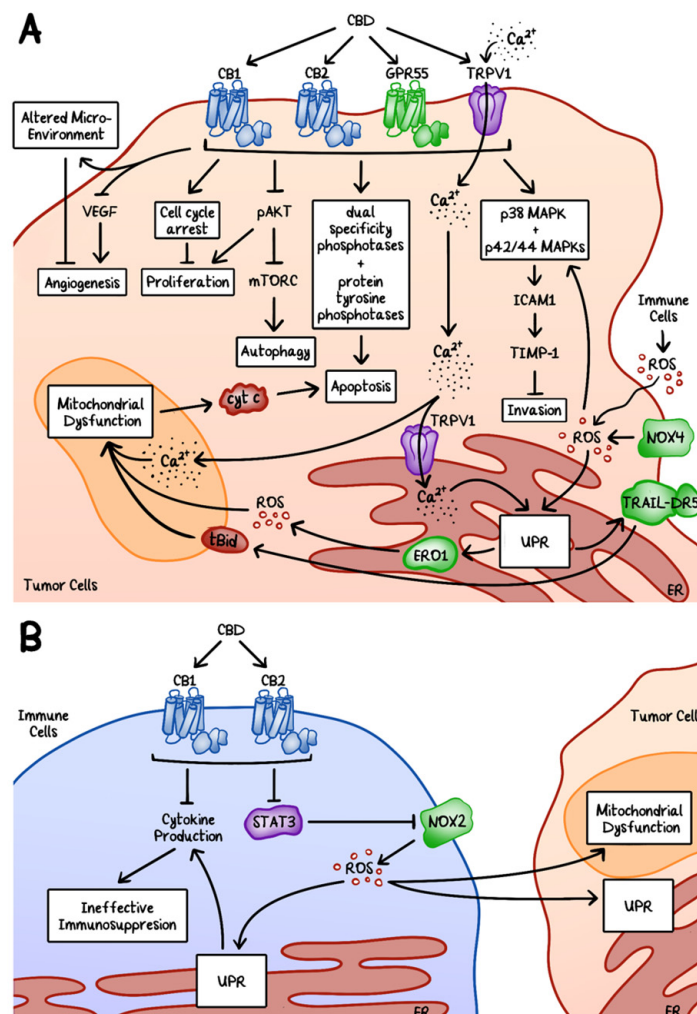 A
CBD
Ca²⁺
CB1
CB2
GPR55
TRPV1
Altered Micro-
Environment
VEGF
Angiogenesis
Cell cycle
arrest
Proliferation
pAKT
mTORC
Autophagy
dual
specificity
phosphotases
+
protein
tyrosine
phosphotases
Apoptosis
Ca²⁺
Ca²⁺
p38 MAPK
+
p42/44 MAPKs
ICAM1
TIMP-1
Invasion
Immune
Cells
ROS
ROS
NOX4
TRAIL-DR5
Mitochondrial
Dysfunction
cyt c
Ca²⁺
TRPV1
Ca²⁺
ROS
tBid
ERO1
UPR
ER
Tumor Cells
B
CBD
CB1
CB2
Immune
Cells
Cytokine
Production
STAT3
NOX2
ROS
Ineffective
Immunosuppresion
UPR
ER
Tumor Cells
Mitochondrial
Dysfunction
UPR
ER